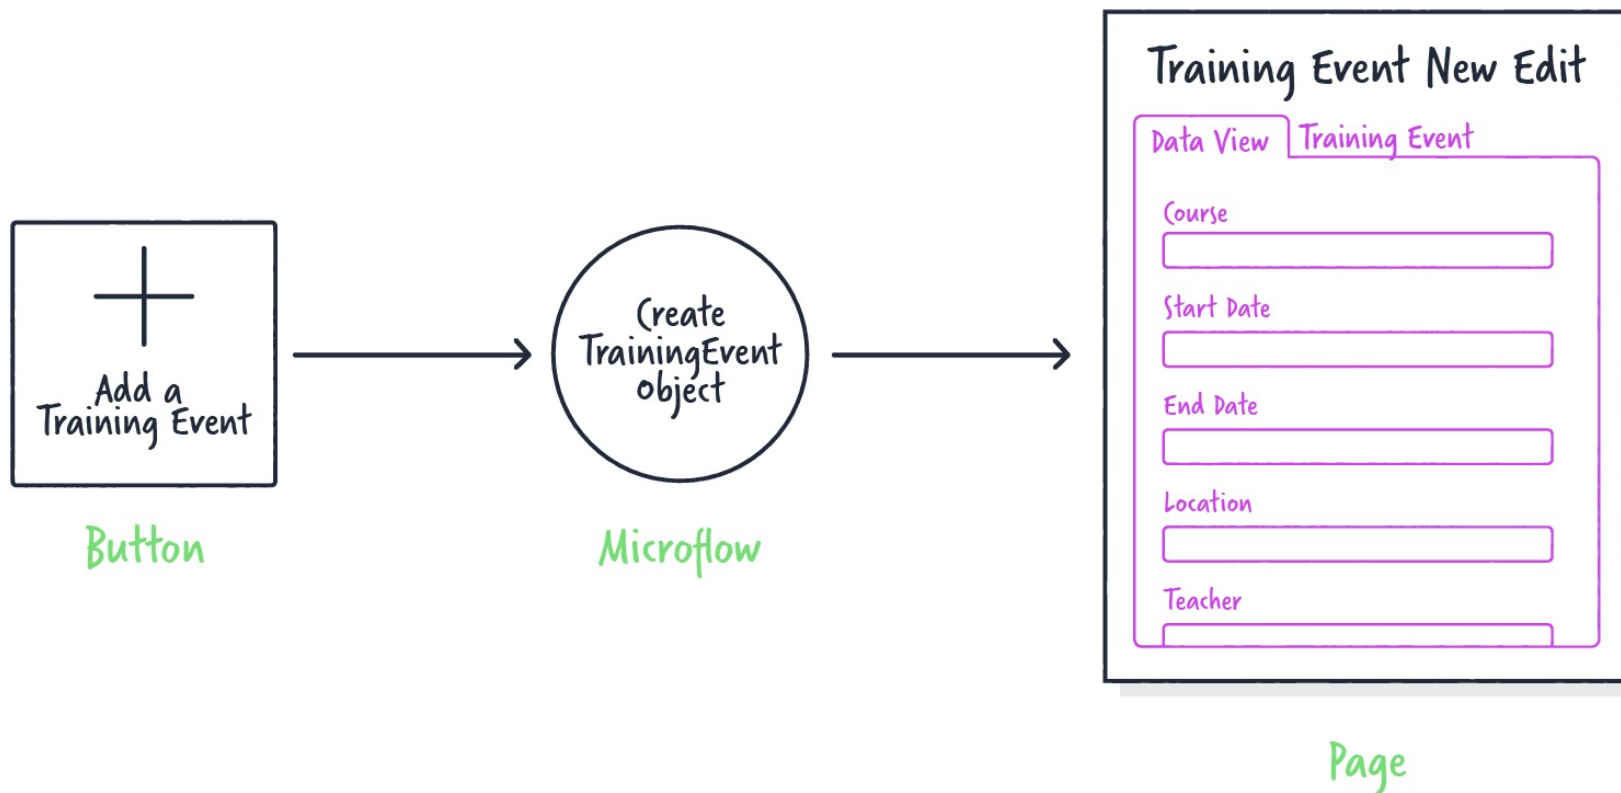 Add a
Training Event
Button
Create
TrainingEvent
object
Microflow
Training Event New Edit
Data View
Training Event
Course
Start Date
End Date
Location
Teacher
Page